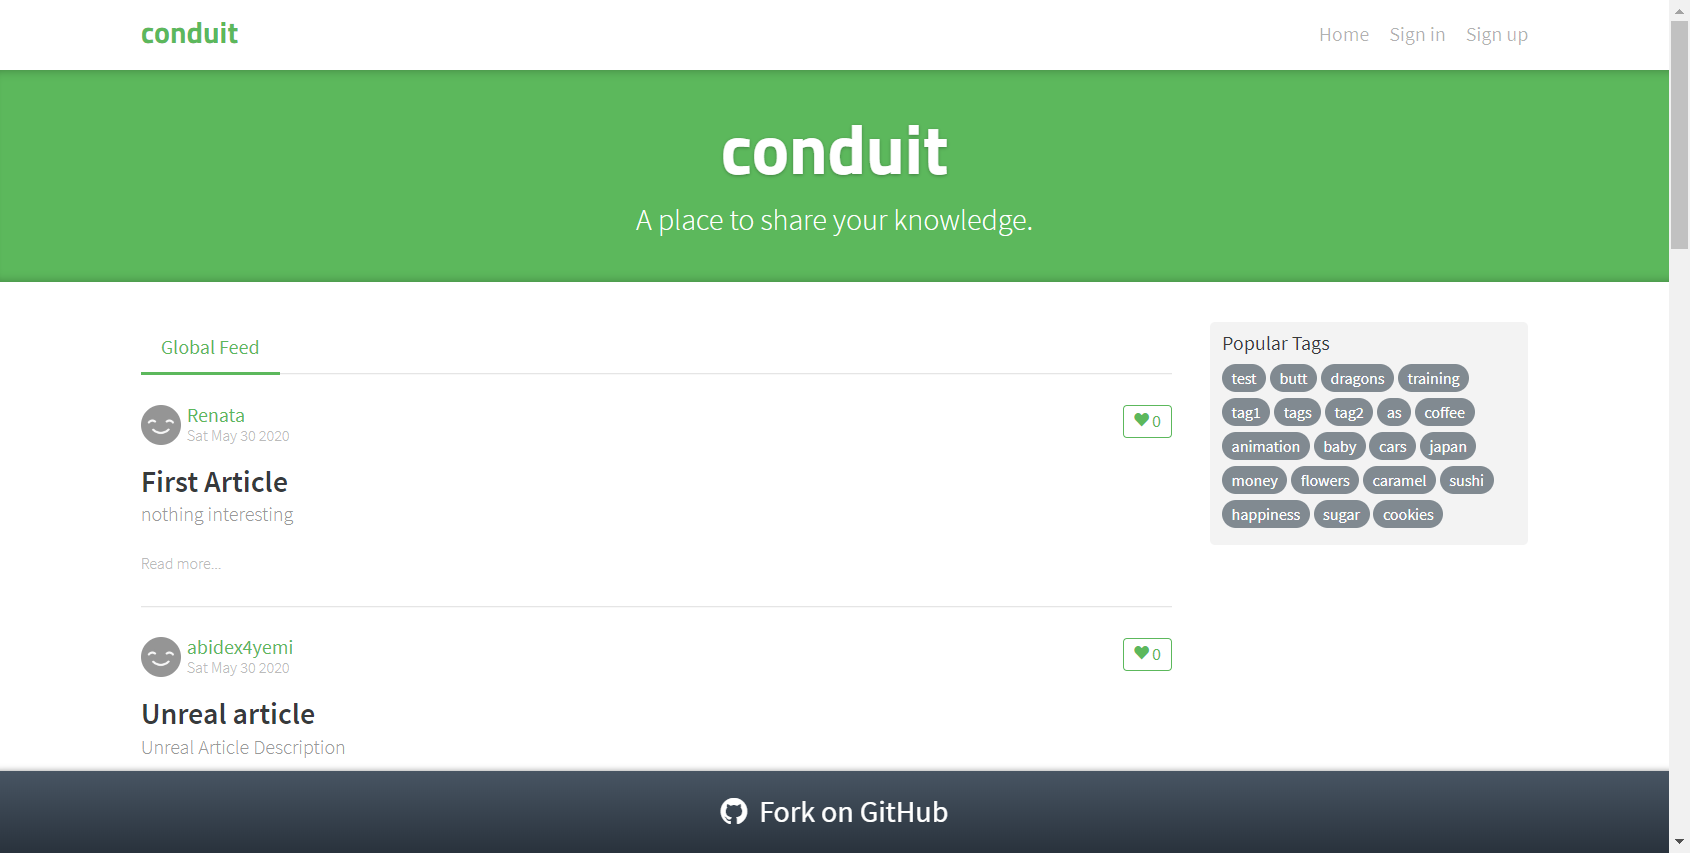 conduit
Home Sign in Sign up
conduit
A place to share your knowledge.
Global Feed
Renata
Sat May 30 2020
0
First Article
nothing interesting
Read more...
abidex4yemi
Sat May 30 2020
0
Unreal article
Unreal Article Description
Popular Tags
test butt dragons training
tag1 tags tag2 as coffee
animation baby cars japan
money flowers caramel sushi
happiness sugar cookies
Fork on GitHub